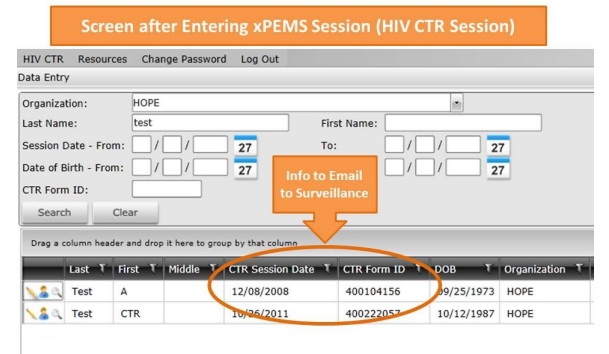 Screen after Entering xPEMS Session (HIV CTR Session)
HIV CTR Resources Change Password Log Out
Data Entry
Organization: HOPE
Last Name: test First Name:
Session Date - From: / / 27 To: / / 27
Date of Birth - From: / / 27 / / 27
CTR Form ID:
Info to Email
to Surveillance
Search Clear
Drag a column header and drop it here to group by that column
Last First Middle CTR Session Date CTR Form ID DOB Organization
Test A 12/08/2008 400104156 09/25/1973 HOPE
Test CTR 10/26/2011 400222057 10/12/1987 HOPE